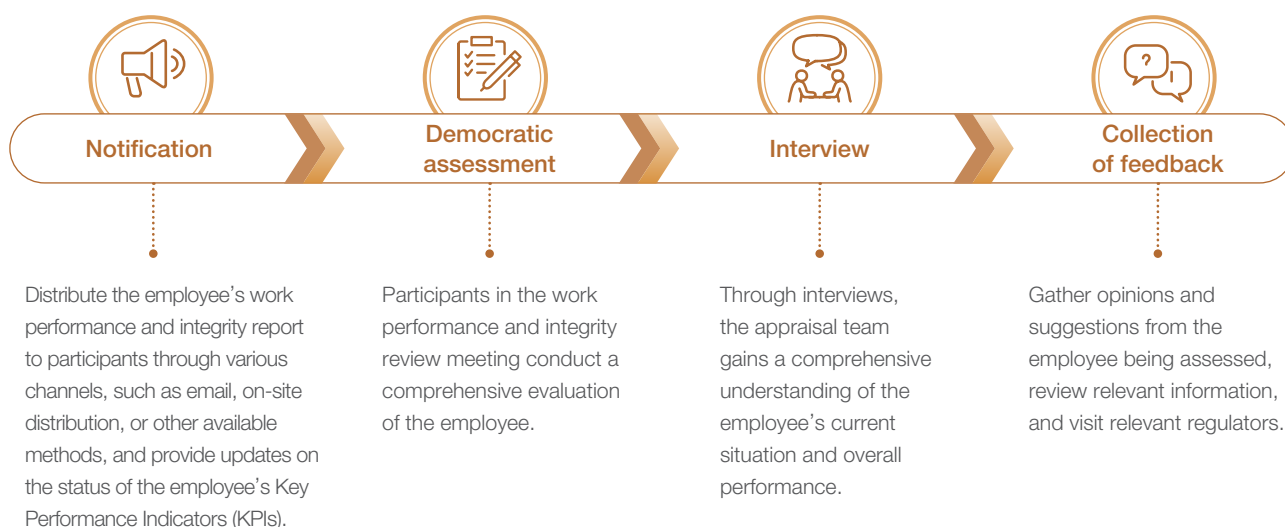 Notification
Democratic
assessment
Interview
Collection
of feedback
Distribute the employee's work
performance and integrity report
to participants through various
channels, such as email, on-site
distribution, or other available
methods, and provide updates on
the status of the employee's Key
Performance Indicators (KPIs).
Participants in the work
performance and integrity
review meeting conduct a
comprehensive evaluation
of the employee.
Through interviews,
the appraisal team
gains a comprehensive
understanding of the
employee's current
situation and overall
performance.
Gather opinions and
suggestions from the
employee being assessed,
review relevant information,
and visit relevant regulators.